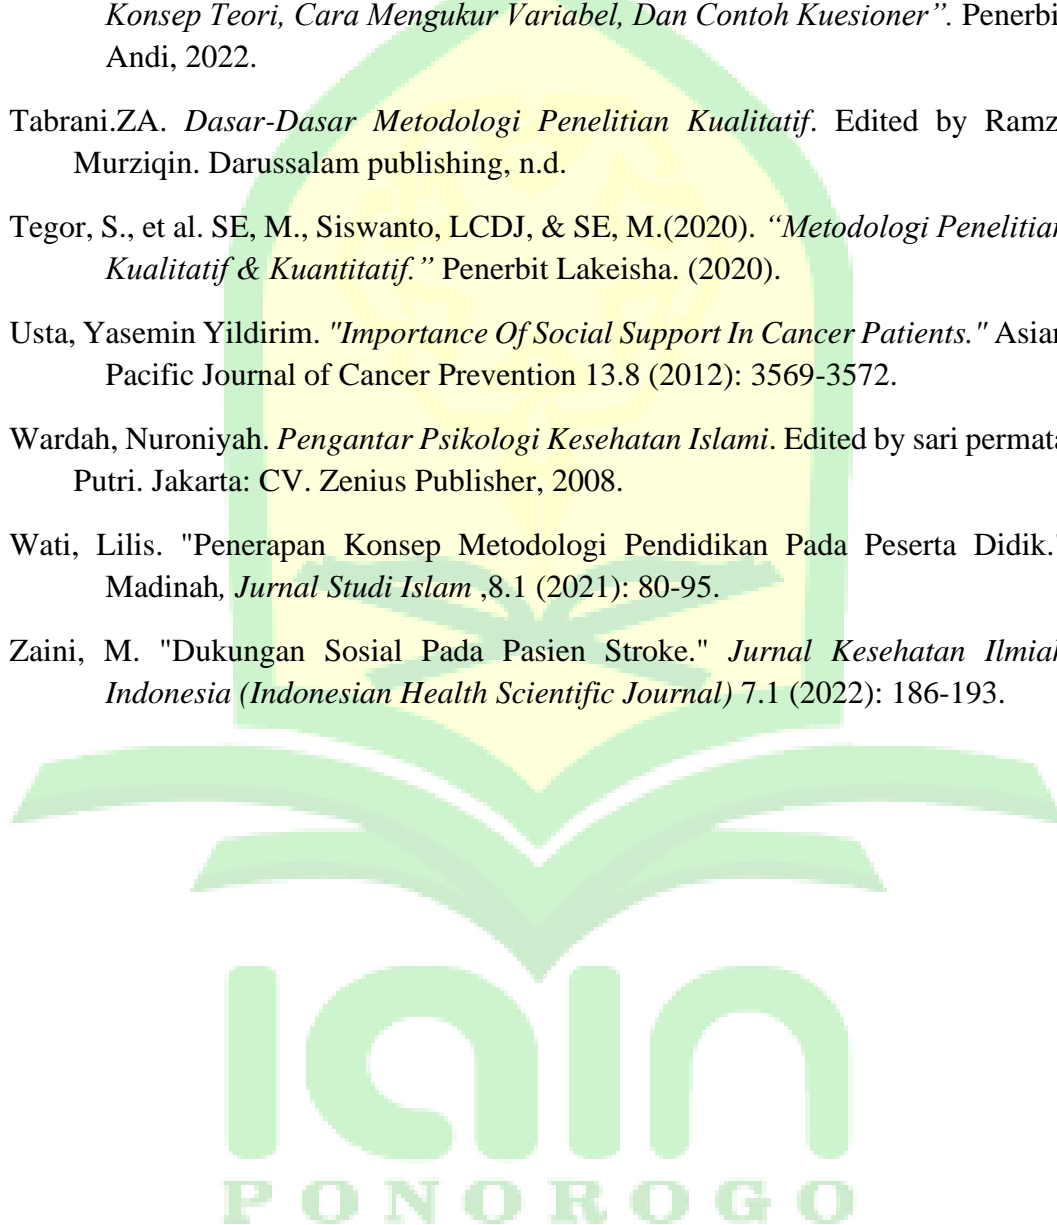 Konsep Teori, Cara Mengukur Variabel, Dan Contoh Kuesioner”. Penerbi
Andi, 2022.
Tabrani.ZA. Dasar-Dasar Metodologi Penelitian Kualitatif. Edited by Ramz
Murziqin. Darussalam publishing, n.d.
Tegor, S., et al. SE, M., Siswanto, LCDJ, & SE, M.(2020). “Metodologi Penelitian
Kualitatif & Kuantitatif.” Penerbit Lakeisha. (2020).
Usta, Yasemin Yildirim. "Importance Of Social Support In Cancer Patients." Asian
Pacific Journal of Cancer Prevention 13.8 (2012): 3569-3572.
Wardah, Nuroniyah. Pengantar Psikologi Kesehatan Islami. Edited by sari permata
Putri. Jakarta: CV. Zenius Publisher, 2008.
Wati, Lilis. "Penerapan Konsep Metodologi Pendidikan Pada Peserta Didik."
Madinah, Jurnal Studi Islam ,8.1 (2021): 80-95.
Zaini, M. "Dukungan Sosial Pada Pasien Stroke." Jurnal Kesehatan Ilmiah
Indonesia (Indonesian Health Scientific Journal) 7.1 (2022): 186-193.
iain
PONOROGO